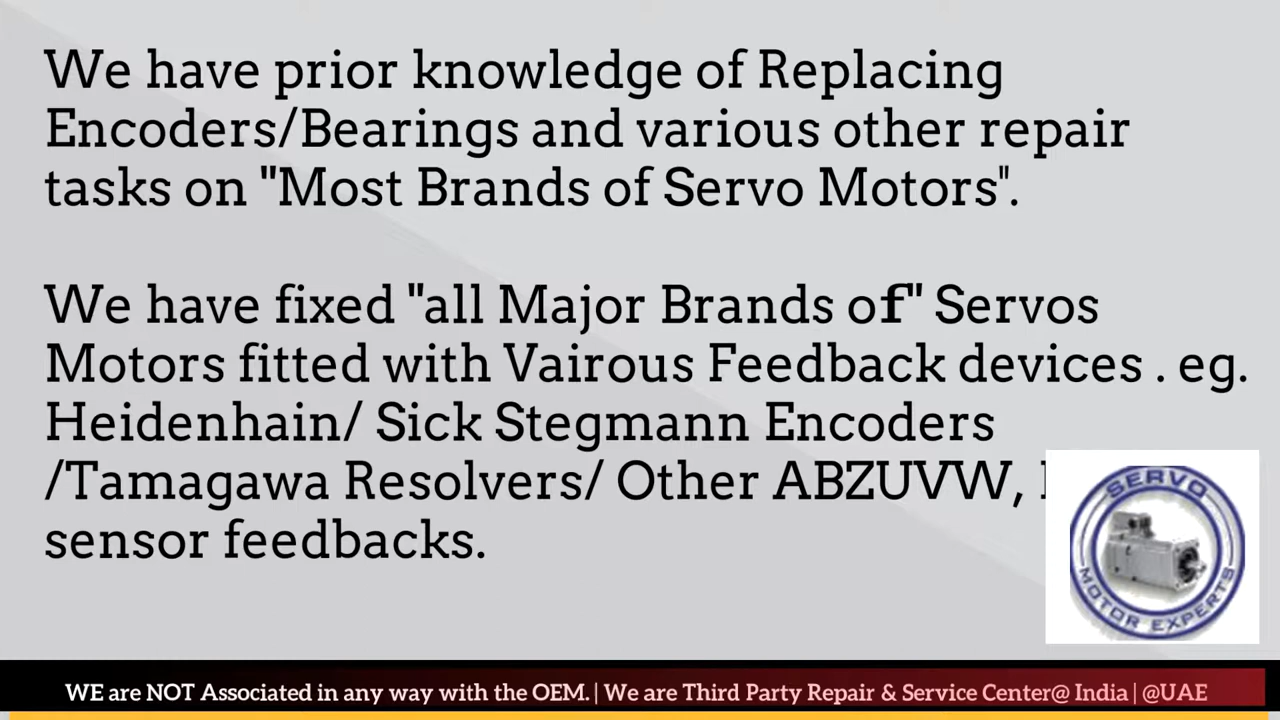 We have prior knowledge of Replacing
Encoders/Bearings and various other repair
tasks on "Most Brands of Servo Motors".
We have fixed "all Major Brands of" Servos
Motors fitted with Vairous Feedback devices . eg.
Heidenhain/ Sick Stegmann Encoders
/Tamagawa Resolvers/ Other ABZUVW,
sensor feedbacks.
SERVO
MOTOR EXPERTS
WE are NOT Associated in any way with the OEM. | We are Third Party Repair & Service Center@ India | @UAE